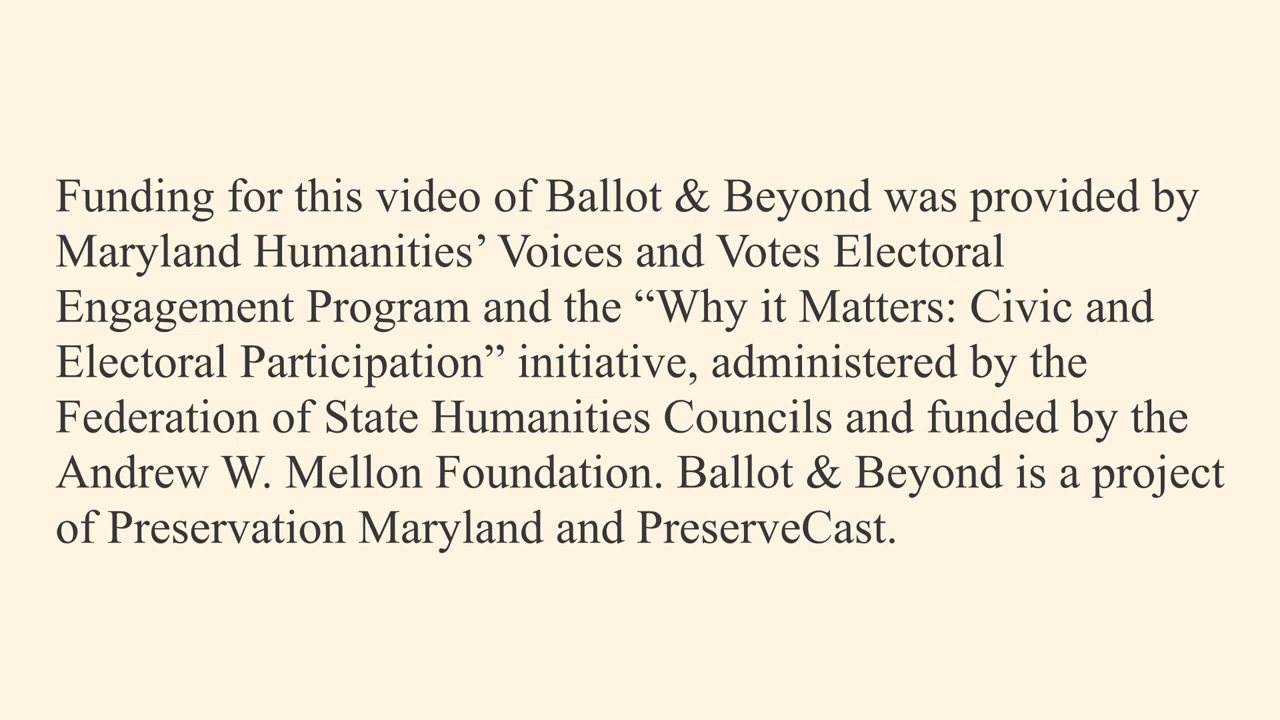 Funding for this video of Ballot & Beyond was provided by
Maryland Humanities’ Voices and Votes Electoral
Engagement Program and the “Why it Matters: Civic and
Electoral Participation” initiative, administered by the
Federation of State Humanities Councils and funded by the
Andrew W. Mellon Foundation. Ballot & Beyond is a project
of Preservation Maryland and PreserveCast.